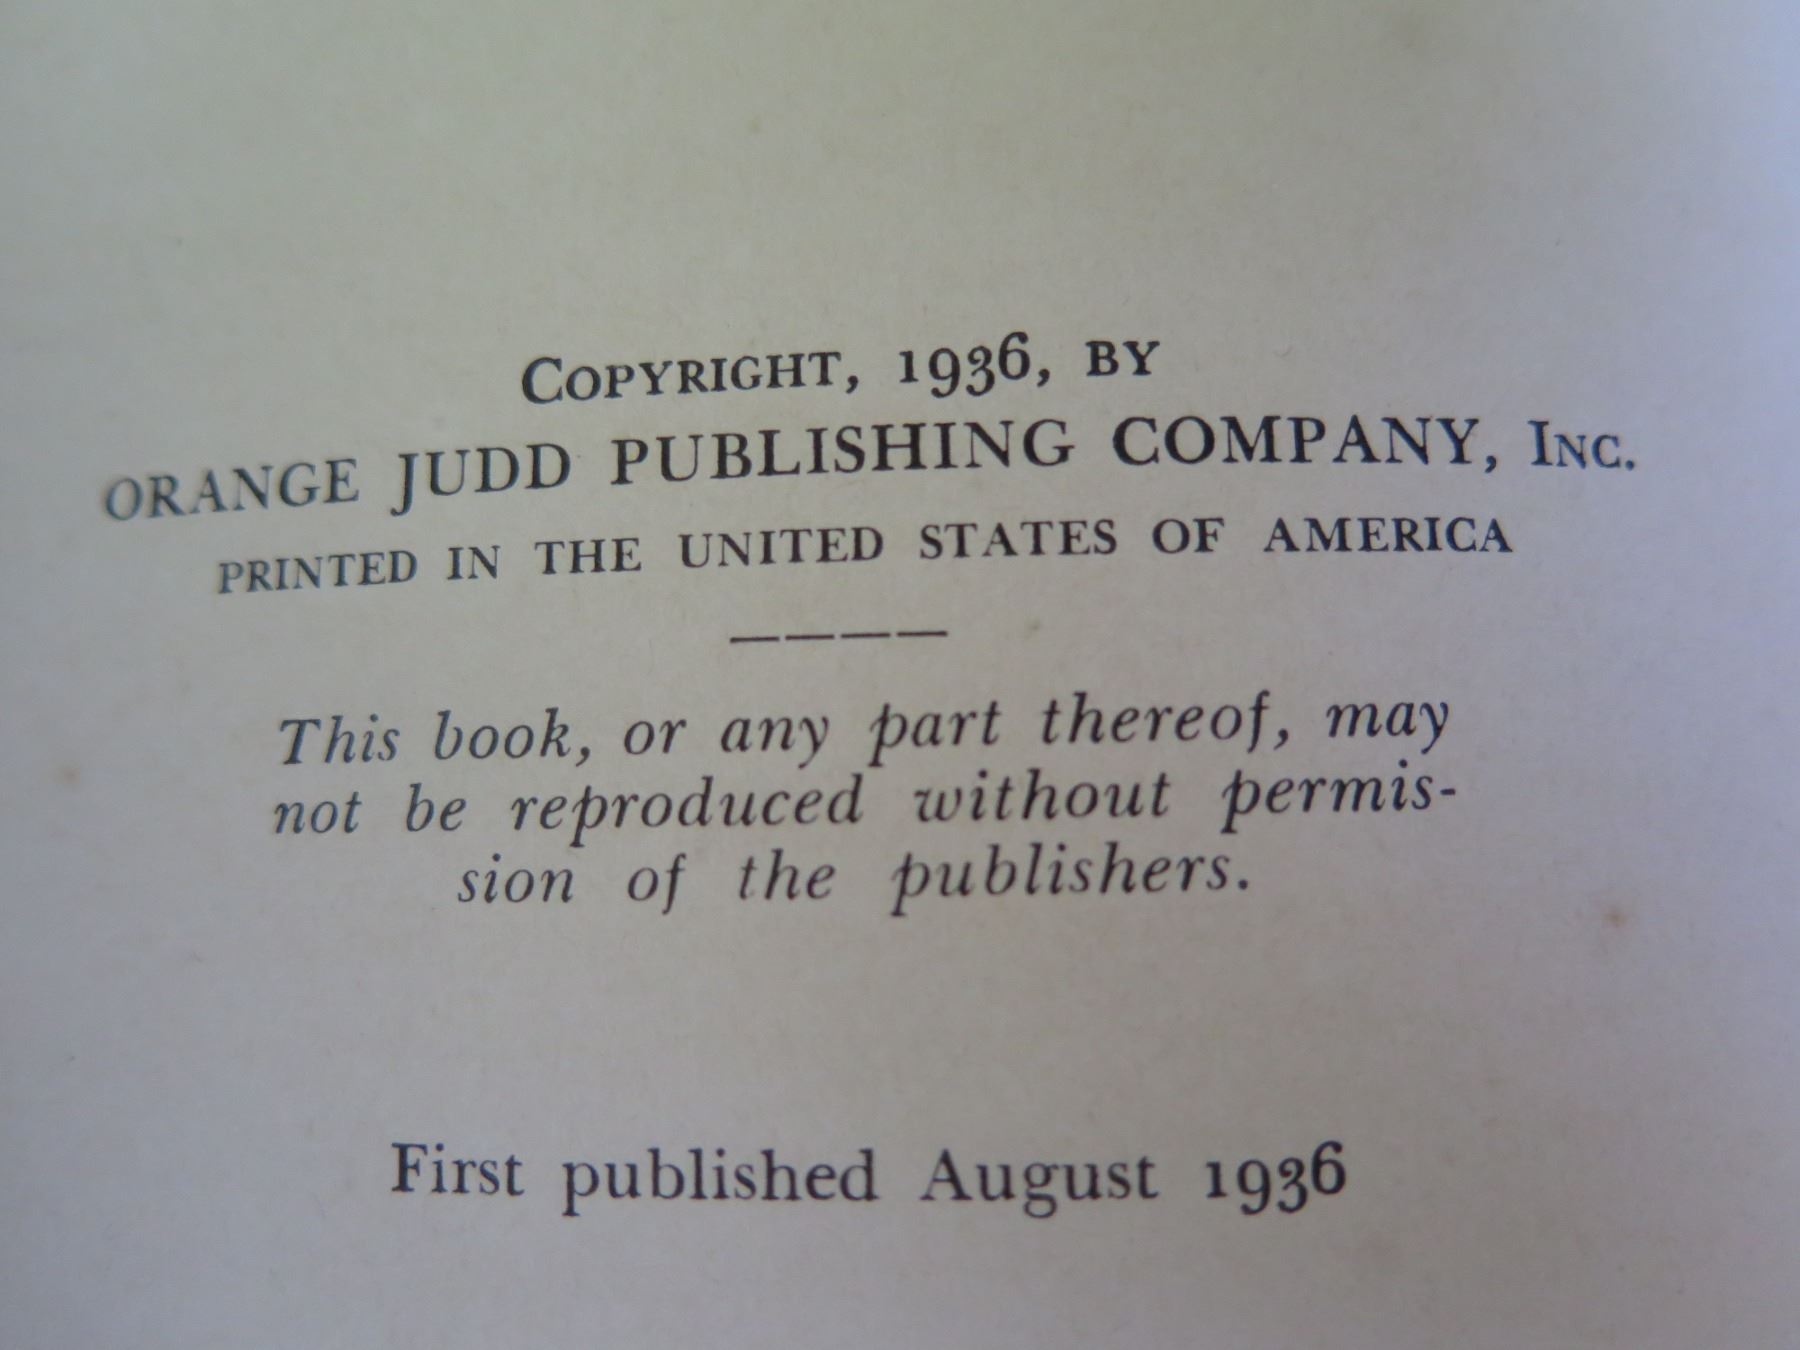 COPYRIGHT, 1936, BY
ORANGE JUDD PUBLISHING COMPANY, INC.
PRINTED IN THE UNITED STATES OF AMERICA
This book, or any part thereof, may
not be reproduced without permis-
sion of the publishers.
First published August 1936